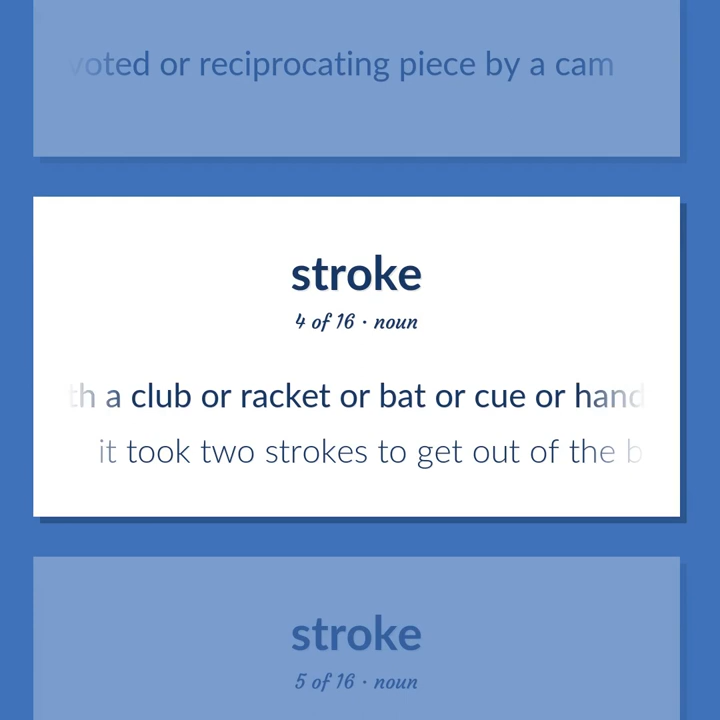 voted or reciprocating piece by a cam
stroke
4 of 16 · noun
th a club or racket or bat or cue or hand
it took two strokes to get out of the b
stroke
5 of 16 · noun